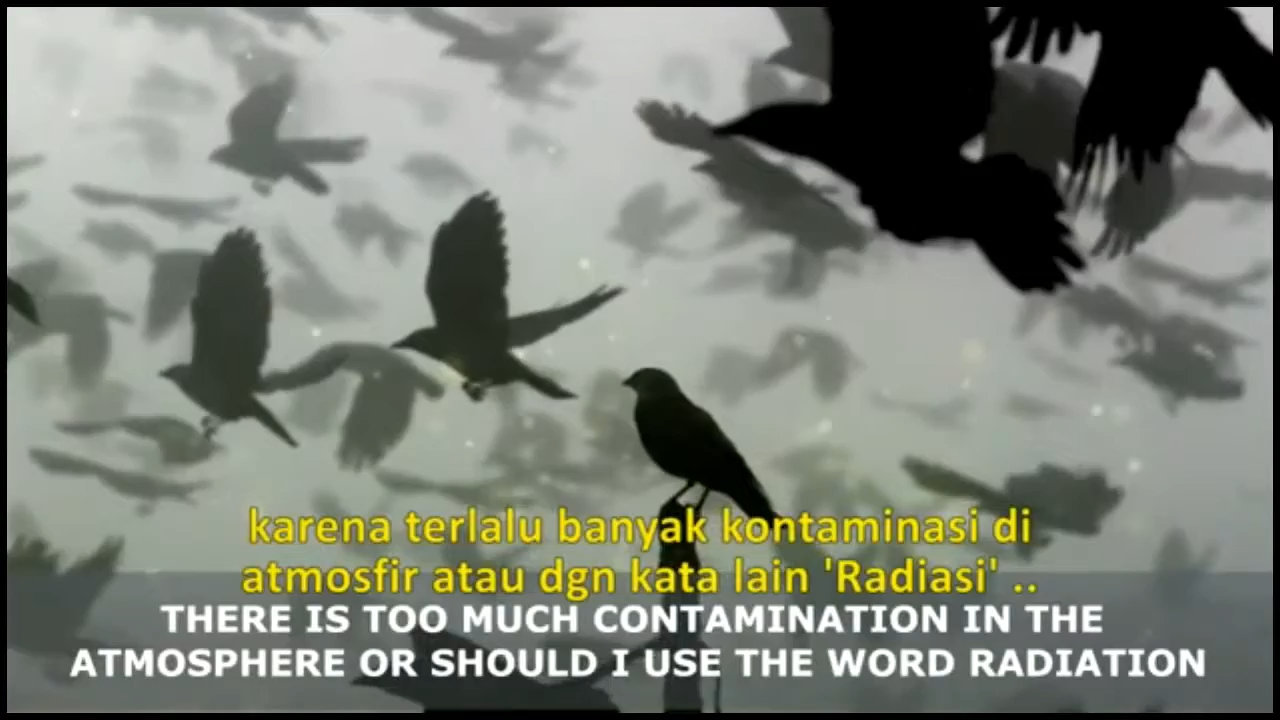 karena terlalu banyak kontaminasi di
atmosfir atau dgn kata lain 'Radiasi' ..
THERE IS TOO MUCH CONTAMINATION IN THE
ATMOSPHERE OR SHOULD I USE THE WORD RADIATION